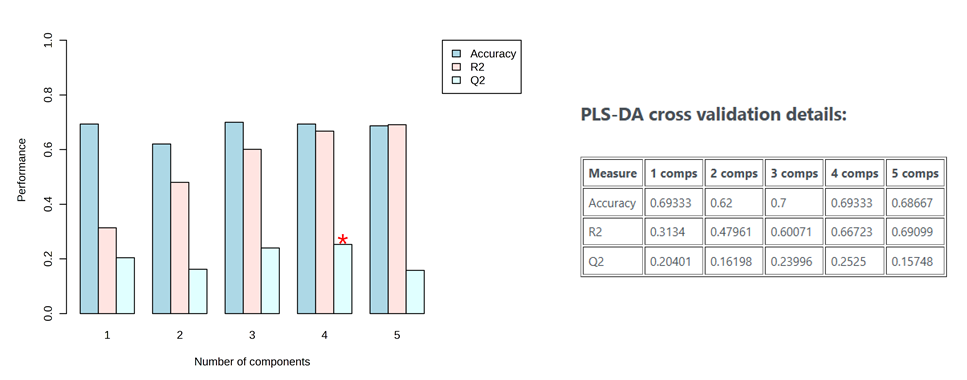 1.0
Accuracy
R2
Q2
0.8
0.6
0.4
0.2
0.0
Performance
1 2 3 4 5
Number of components
*
PLS-DA cross validation details:
Measure 1 comps 2 comps 3 comps 4 comps 5 comps
Accuracy 0.69333 0.62 0.7 0.69333 0.68667
R2 0.3134 0.47961 0.60071 0.66723 0.69099
Q2 0.20401 0.16198 0.23996 0.2525 0.15748